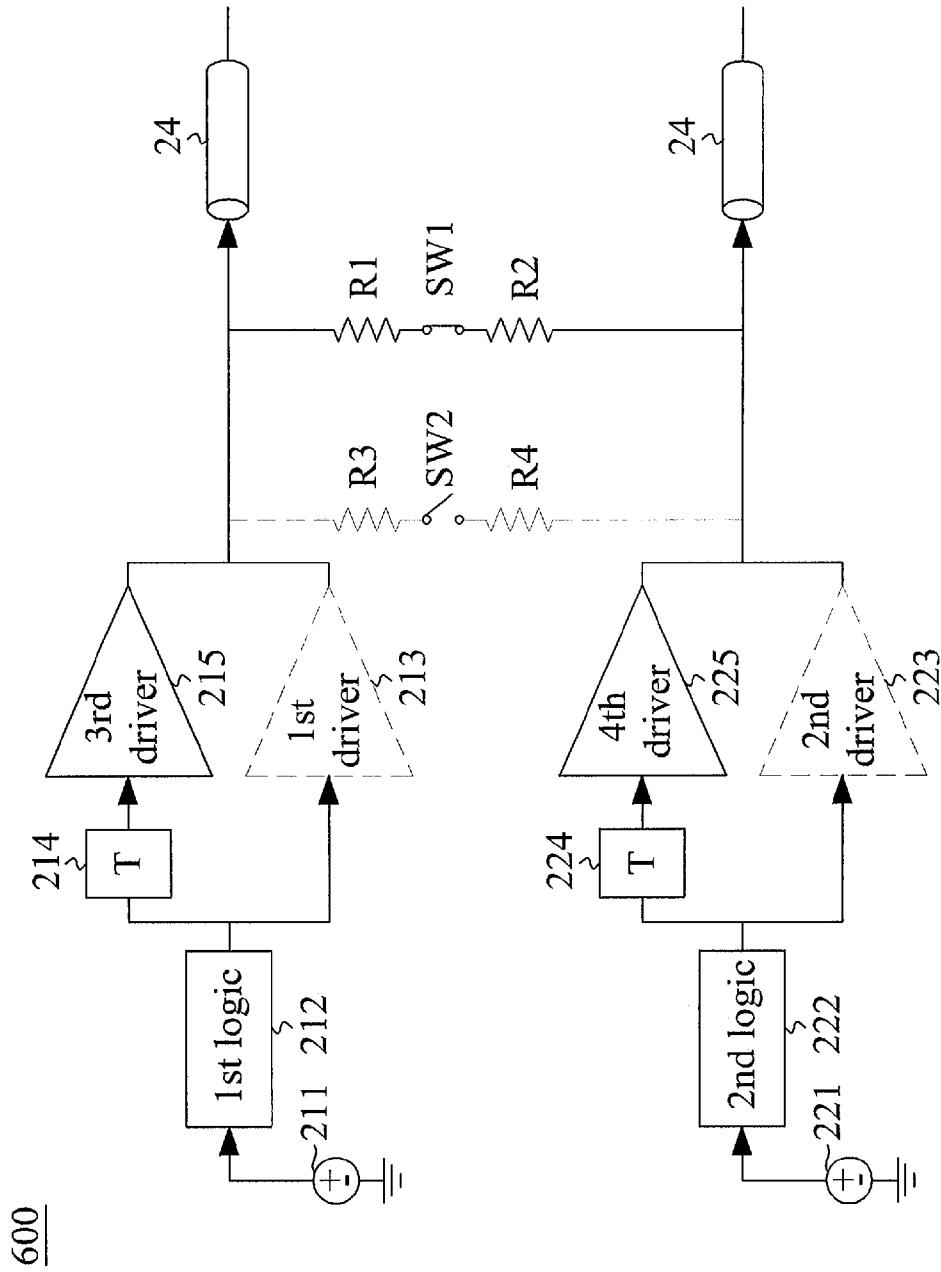 600
211
1st logic
212
214
T
3rd
driver
215
1st
driver
213
R3
SW2
R4
R1
SW1
R2
24
221
2nd logic
222
224
T
4th
driver
225
2nd
driver
223
24